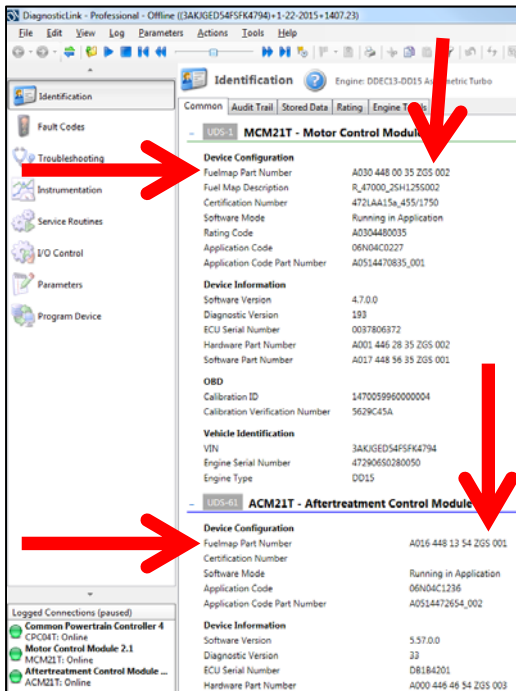 DiagnosticLink - Professional - Offline ((3AKJGED54FSFK4794)+1-22-2015+1407.23)
File Edit View Log Parameters Actions Tools Help
Identification Engine: DDEC13-DD15 Turbo
Common Audit Trail Stored Data Rating Engine
Identification
Fault Codes
Troubleshooting
Instrumentation
Service Routines
I/O Control
Parameters
Program Device
UDS-1 MCM21T - Motor Control Module
Device Configuration
Fuelmap Part Number A030 448 00 35 ZGS 002
Fuel Map Description R_47000_2SH125S002
Certification Number 472LAA15a_455/1750
Software Mode Running in Application
Rating Code A0304480035
Application Code 06N04C0227
Application Code Part Number A0514470835_001
Device Information
Software Version 4.7.0.0
Diagnostic Version 193
ECU Serial Number 0037806372
Hardware Part Number A001 446 28 35 ZGS 002
Software Part Number A017 448 56 35 ZGS 001
OBD
Calibration ID 1470059960000004
Calibration Verification Number 5629C45A
Vehicle Identification
VIN 3AKJGED54FSFK4794
Engine Serial Number 472906S0280050
Engine Type DD15
UDS-61 ACM21T - Aftertreatment Control Module
Device Configuration
Fuelmap Part Number A016 448 13 54 ZGS 001
Certification Number
Software Mode Running in Application
Application Code 06N04C1236
Application Code Part Number A0514472654_002
Device Information
Software Version 5.57.0.0
Diagnostic Version 33
ECU Serial Number DB1B4201
Hardware Part Number A000 446 46 54 ZGS 003
Logged Connections (paused)
Common Powertrain Controller 4
CPC04T: Online
Motor Control Module 2.1
MCM21T: Online
Aftertreatment Control Module ...
ACM21T: Online